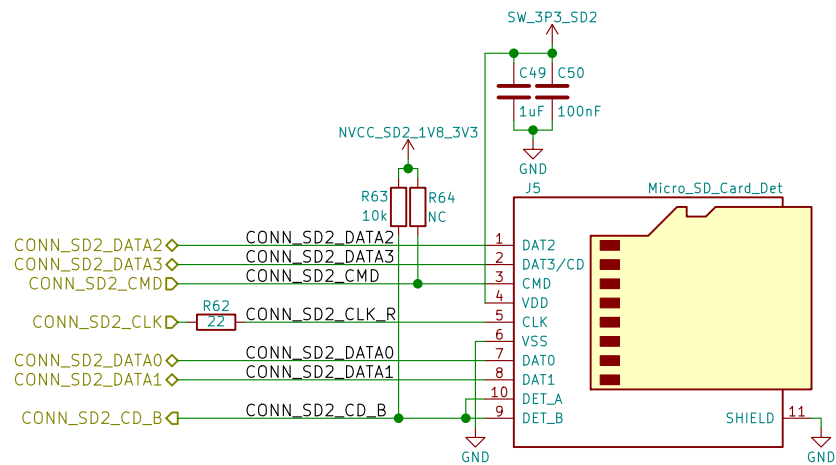 SW_3P3_SD2
C49
C50
1uF
100nF
GND
NVCC_SD2_1V8_3V3
R63
10k
R64
NC
J5
Micro_SD_Card_Det
CONN_SD2_DATA2
CONN_SD2_DATA2
1
DAT2
CONN_SD2_DATA3
CONN_SD2_DATA3
2
DAT3/CD
CONN_SD2_CMD
CONN_SD2_CMD
3
CMD
4
VDD
R62
CONN_SD2_CLK
22
CONN_SD2_CLK_R
5
CLK
6
VSS
CONN_SD2_DATA0
CONN_SD2_DATA0
7
DAT0
CONN_SD2_DATA1
CONN_SD2_DATA1
8
DAT1
10
DET_A
CONN_SD2_CD_B
CONN_SD2_CD_B
9
DET_B
SHIELD
11
GND
GND